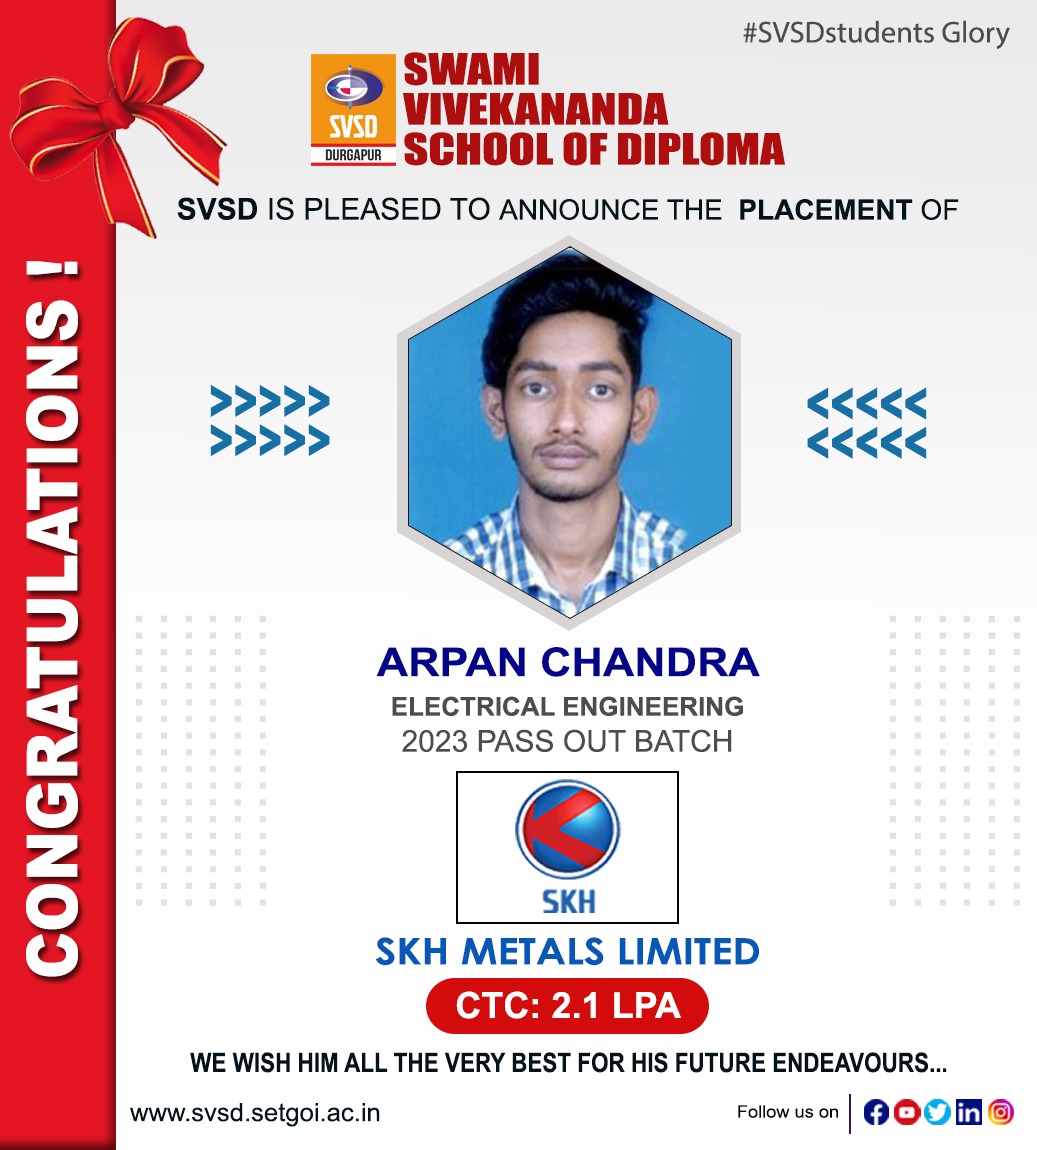 #SVSDstudents Glory
SWAMI
VIVEKANANDA
SCHOOL OF DIPLOMA
SVSD
DURGAPUR
SVSD IS PLEASED TO ANNOUNCE THE PLACEMENT OF
CONGRATULATIONS !
ARPAN CHANDRA
ELECTRICAL ENGINEERING
2023 PASS OUT BATCH
SKH
SKH METALS LIMITED
CTC: 2.1 LPA
WE WISH HIM ALL THE VERY BEST FOR HIS FUTURE ENDEAVOURS...
www.svsd.setgoi.ac.in
Follow us on